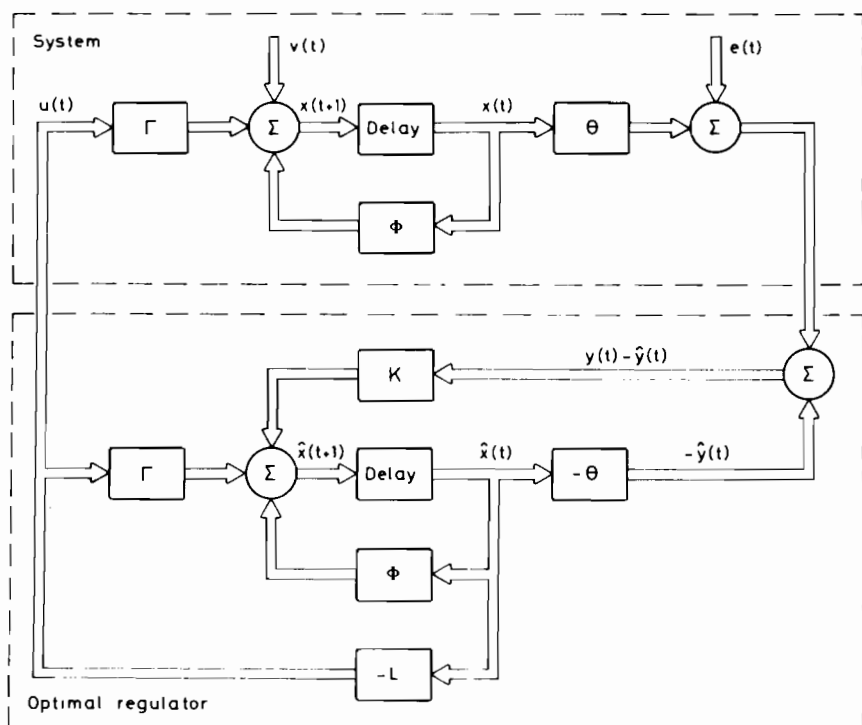 System
v(t)
e(t)
u(t)
Γ
Σ
x(t+1)
Delay
x(t)
θ
Σ
Φ
K
y(t)-ŷ(t)
Σ
Γ
Σ
x̂(t+1)
Delay
x̂(t)
-θ
-ŷ(t)
Φ
-L
Optimal regulator